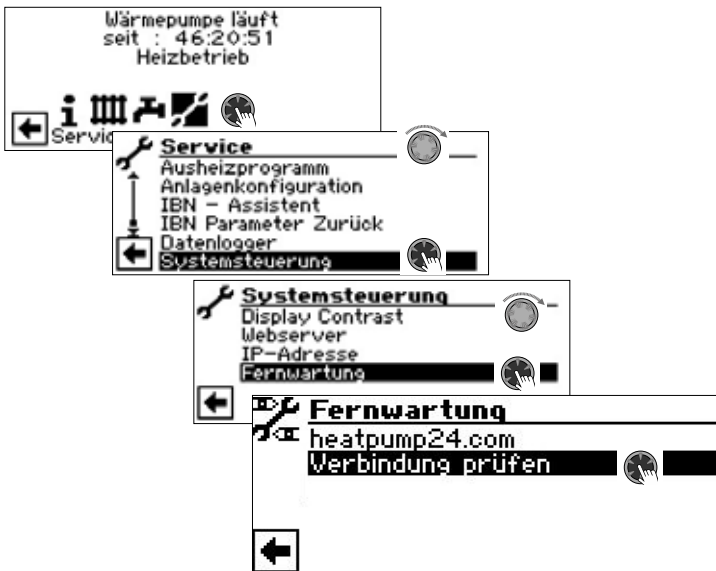 Wärmepumpe läuft
seit : 46:20:51
Heizbetrieb
Service
Ausheizprogramm
Anlagenkonfiguration
IBN - Assistent
IBN Parameter Zurück
Datenlogger
Systemsteuerung
Systemsteuerung
Display Contrast
Webserver
IP-Adresse
Fernwartung
Fernwartung
heatpump24.com
Verbindung prüfen